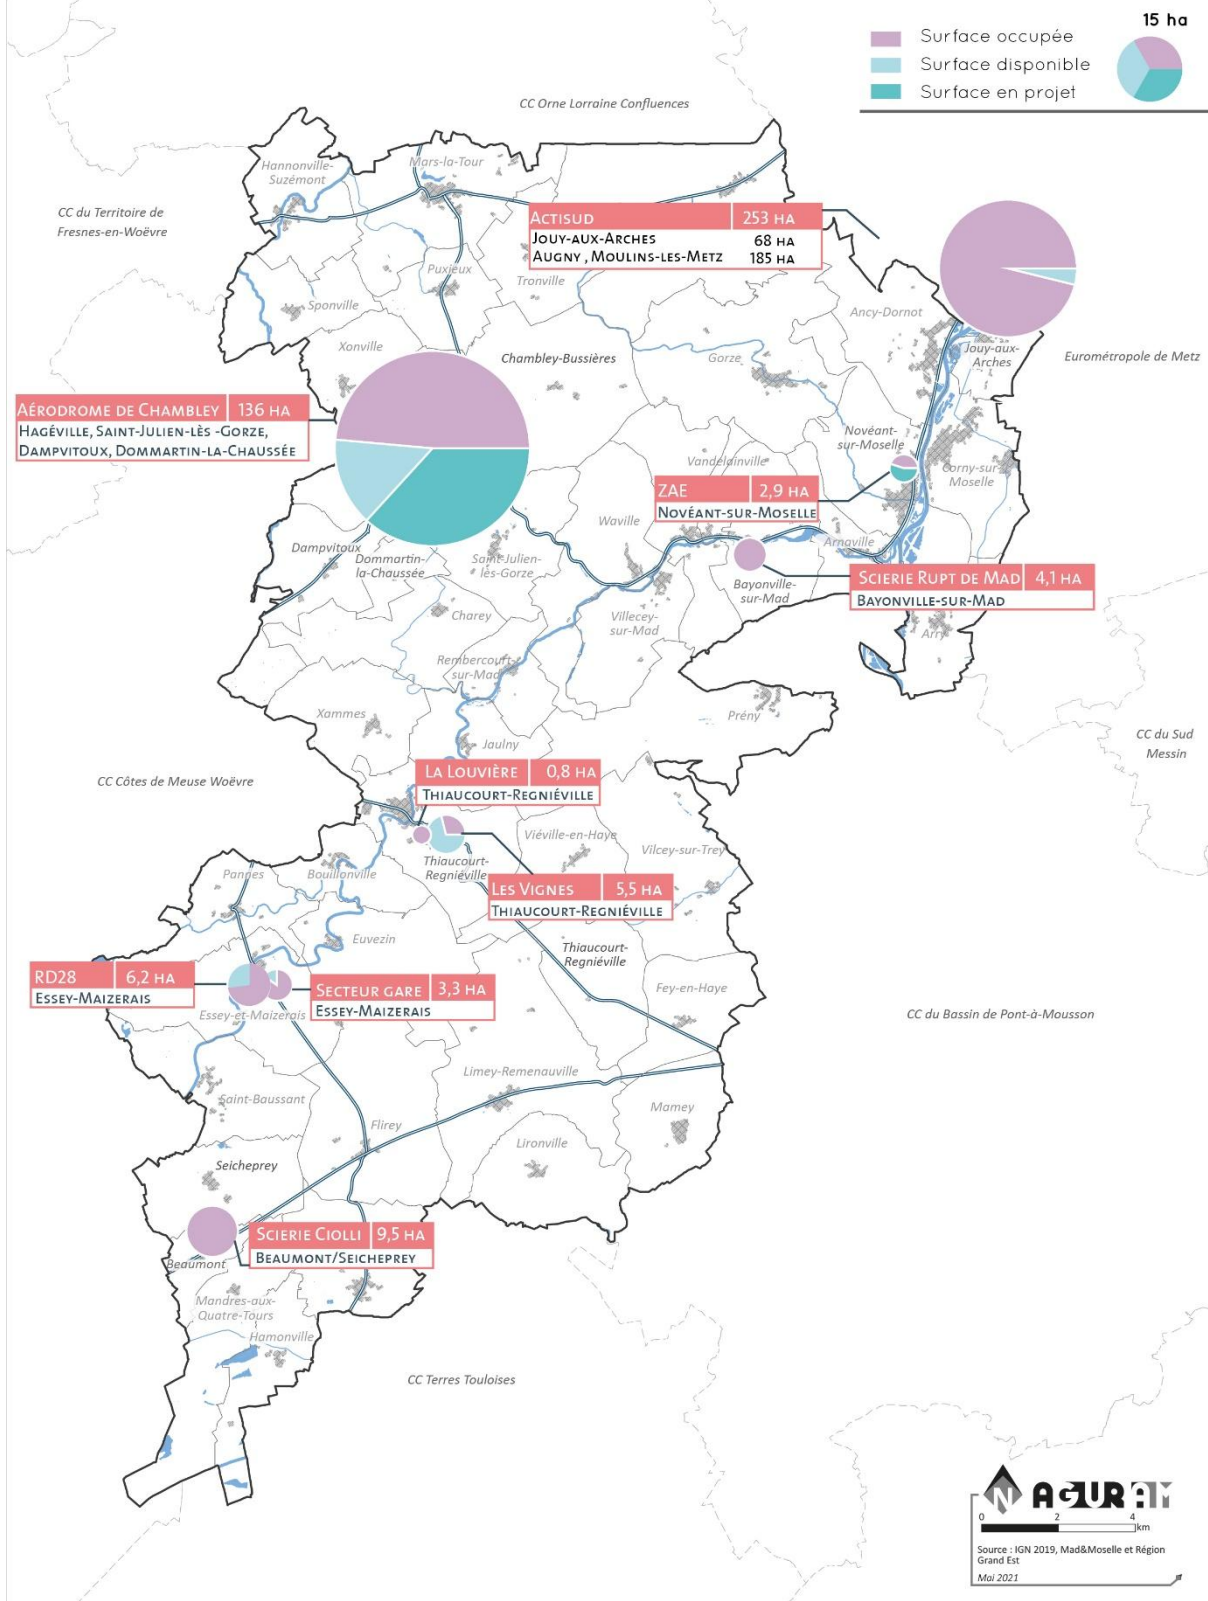 15 ha
Surface occupée
Surface disponible
Surface en projet
CC Orne Lorraine Confluences
Hannonville-
Suzémont
Mars-la-Tour
CC du Territoire de
Fresnes-en-Woëvre
ACTISUD 253 HA
JOUY-AUX-ARCHES 68 HA
AUGNY, MOULINS-LES-METZ 185 HA
Puxieux
Tronville
Sponville
Ancy-Dornot
Xonville
Chambley-Bussières
Gorze
Jouy-aux-
Arches
Eurométropole de Metz
AÉRODROME DE CHAMBLEY 136 HA
HAGÉVILLE, SAINT-JULIEN-LÈS -GORZE,
DAMPVITOUX, DOMMARTIN-LA-CHAUSSÉE
Novéant-
sur-Moselle
Vandelainville
Corny-sur-
Moselle
ZAE 2,9 HA
NOVÉANT-SUR-MOSELLE
Waville
Arnaville
Dampvitoux
Dommartin-
la-Chaussée
Saint-Julien-
lès-Gorze
Bayonville-
sur-Mad
SCIERIE RUPT DE MAD 4,1 HA
BAYONVILLE-SUR-MAD
Charey
Villecey-
sur-Mad
Arry
Rembercourt-
sur-Mad
Xammes
Prény
Jaulny
CC du Sud
Messin
CC Côtes de Meuse Woëvre
LA LOUVIÈRE 0,8 HA
THIAUCOURT-REGNIÉVILLE
Viéville-en-Haye
Vilcey-sur-Trey
Thiaucourt-
Regniéville
Pannes
Bouillonville
LES VIGNES 5,5 HA
THIAUCOURT-REGNIÉVILLE
Euvezin
Thiaucourt-
Regniéville
RD28 6,2 HA
ESSEY-MAIZERAIS
SECTEUR GARE 3,3 HA
ESSEY-MAIZERAIS
Fey-en-Haye
Essey-et-Maizerais
CC du Bassin de Pont-à-Mousson
Limey-Remenauville
Saint-Baussant
Mamey
Flirey
Lironville
Seicheprey
SCIERIE CIOLLI 9,5 HA
BEAUMONT/SEICHEPREY
Beaumont
Mandres-aux-
Quatre-Tours
Hamonville
CC Terres Touloises
N AGURAM
0 2 4
km
Source : IGN 2019, Mad&Moselle et Région
Grand Est
Mai 2021